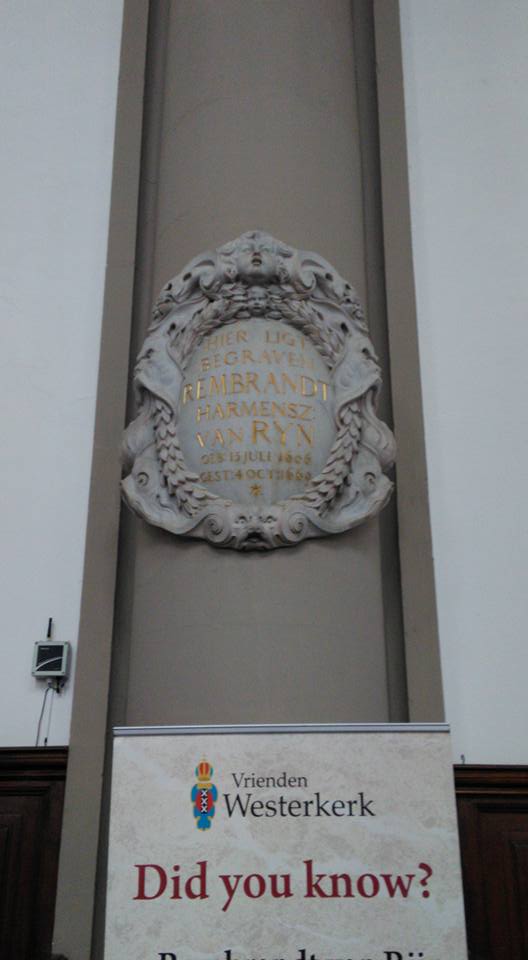 HIER LIGT
BEGRAVEN
REMBRANDT
HARMENSZ:
VAN RYN
GEB: 15 JULI 1606
GEST: 4 OCT: 1669
Vrienden
Westerkerk
Did you know?